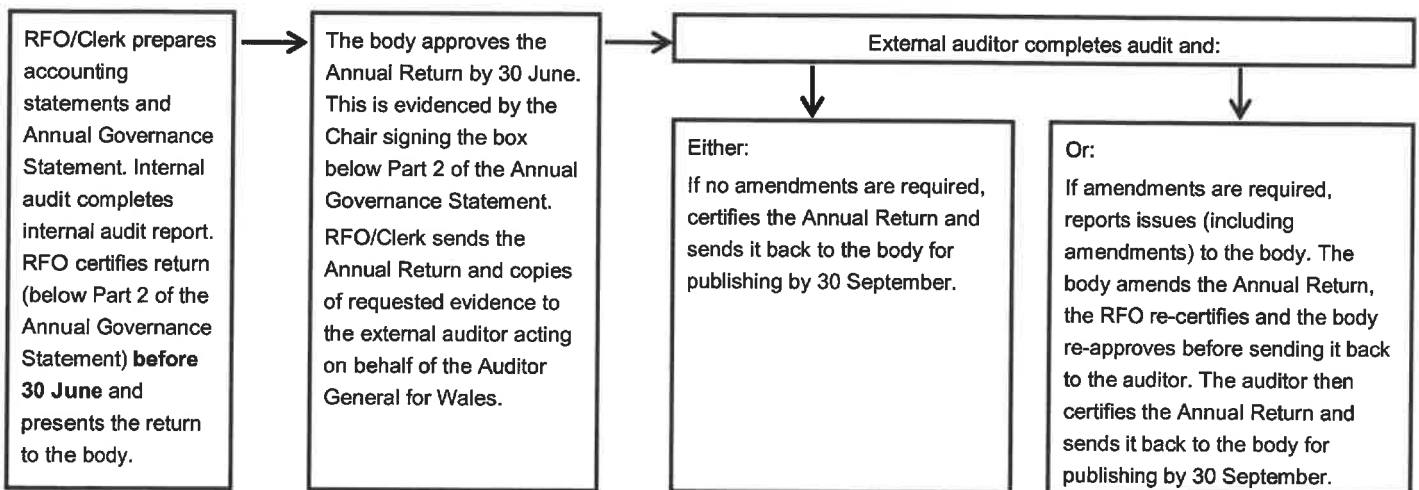 RFO/Clerk prepares
accounting
statements and
Annual Governance
Statement. Internal
audit completes
internal audit report.
RFO certifies return
(below Part 2 of the
Annual Governance
Statement) before
30 June and
presents the return
to the body.
The body approves the
Annual Return by 30 June.
This is evidenced by the
Chair signing the box
below Part 2 of the Annual
Governance Statement.
RFO/Clerk sends the
Annual Return and copies
of requested evidence to
the external auditor acting
on behalf of the Auditor
General for Wales.
External auditor completes audit and:
Either:
If no amendments are required,
certifies the Annual Return and
sends it back to the body for
publishing by 30 September.
Or:
If amendments are required,
reports issues (including
amendments) to the body. The
body amends the Annual Return,
the RFO re-certifies and the body
re-approves before sending it back
to the auditor. The auditor then
certifies the Annual Return and
sends it back to the body for
publishing by 30 September.